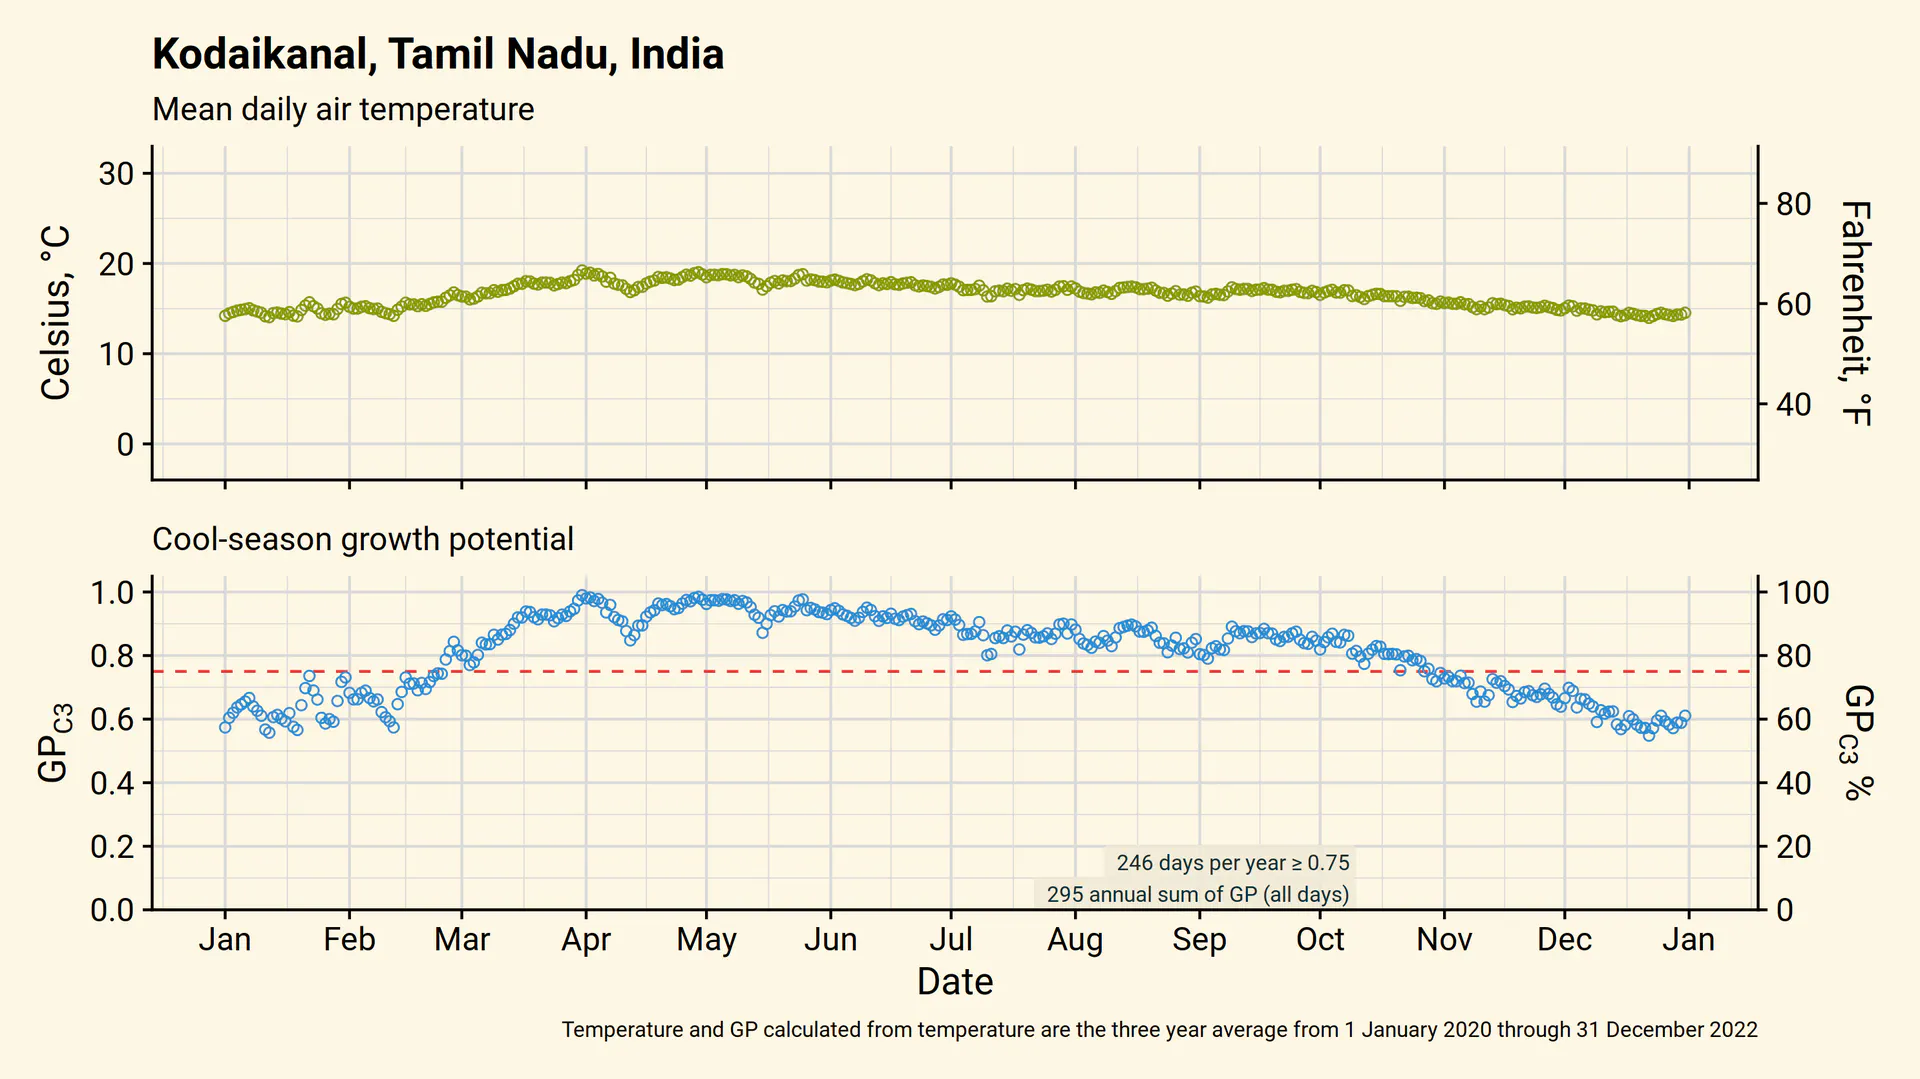 Kodaikanal, Tamil Nadu, India
Mean daily air temperature
30
20
10
0
Celsius, °C
80
60
40
Fahrenheit, °F
Cool-season growth potential
1.0
0.8
0.6
0.4
0.2
0.0
GPC3
100
80
60
40
20
0
GPC3 %
246 days per year ≥ 0.75
295 annual sum of GP (all days)
Jan Feb Mar Apr May Jun Jul Aug Sep Oct Nov Dec Jan
Date
Temperature and GP calculated from temperature are the three year average from 1 January 2020 through 31 December 2022